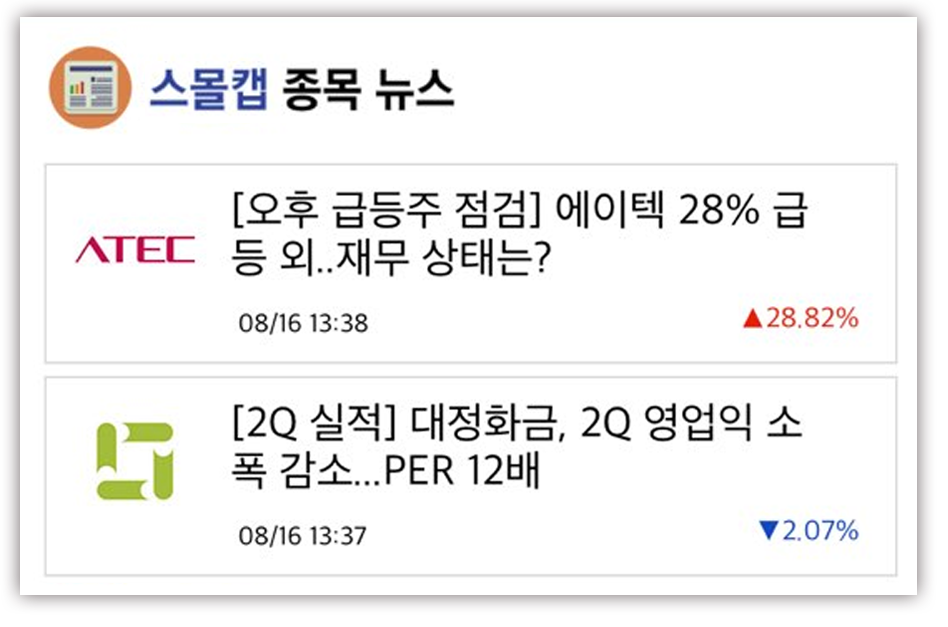 스몰캡 종목 뉴스
ATEC
[오후 급등주 점검] 에이텍 28% 급
등 외..재무 상태는?
08/16 13:38
▲28.82%
[2Q 실적] 대정화금, 2Q 영업익 소
폭 감소...PER 12배
08/16 13:37
▼2.07%